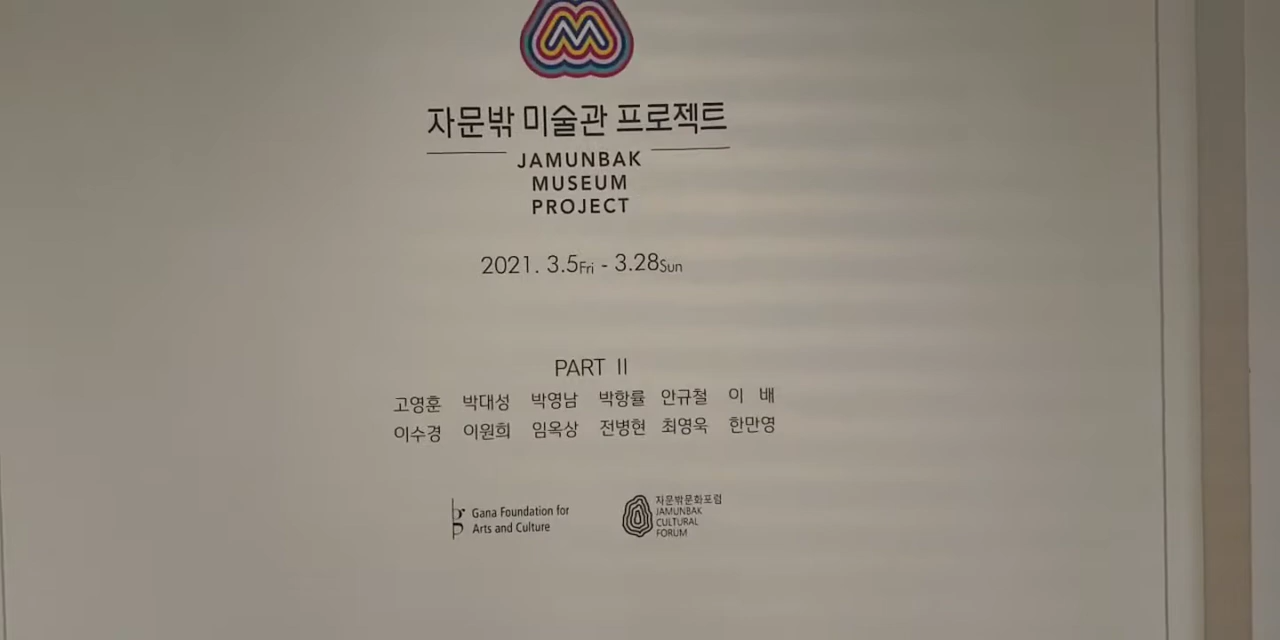 자문밖 미술관 프로젝트
JAMUNBAK
MUSEUM
PROJECT
2021. 3.5Fri - 3.28Sun
PART II
고영훈 박대성 박영남 박항률 안규철 이 배
이수경 이원희 임옥상 전병현 최영욱 한만영
Gana Foundation for
Arts and Culture
자문밖문화포럼
JAMUNBAK
CULTURAL
FORUM